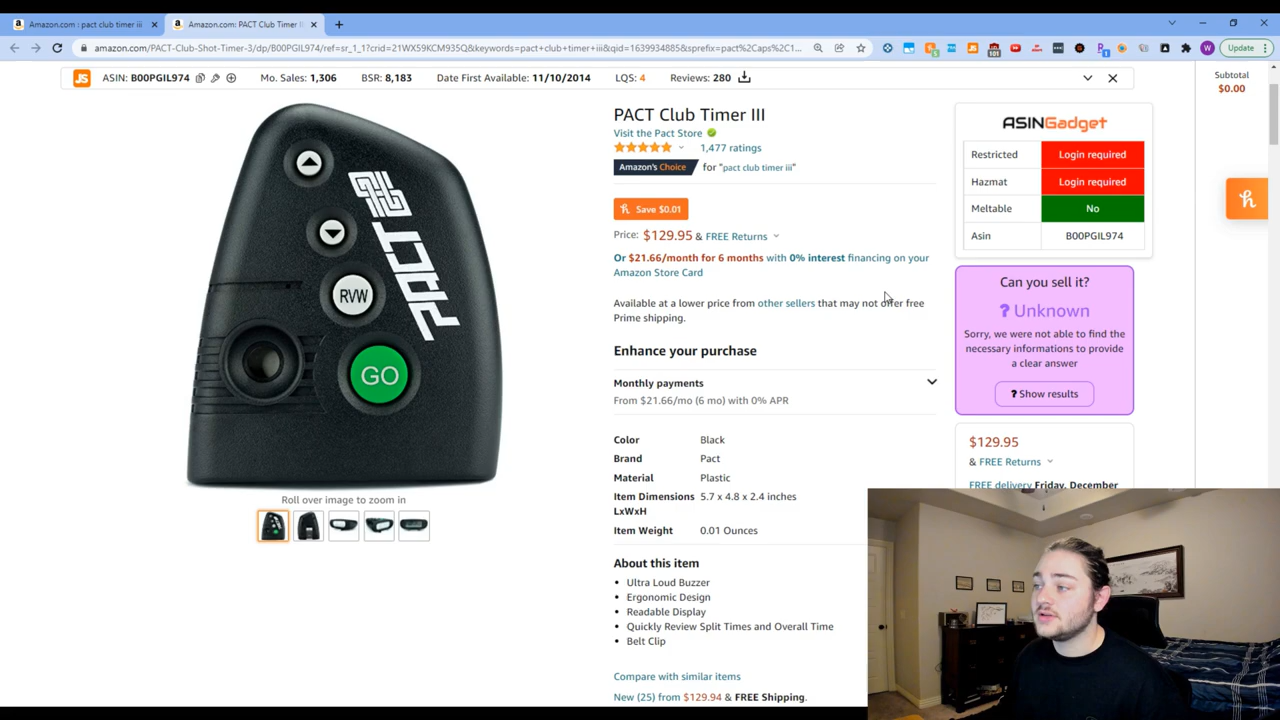 Amazon.com : pact club timer iii
Amazon.com: PACT Club Timer I
amazon.com/PACT-Club-Shot-Timer-3/dp/B00PGIL974/ref=sr_1_1?crid=21WX59KCM935Q&keywords=pact+club+timer+iii&qid=1639934885&sprefix=pact%2Caps%2C1...
5
101
W
Update
JS
ASIN: B00PGIL974
Mo. Sales: 1,306
BSR: 8,183
Date First Available: 11/10/2014
LQS: 4
Reviews: 280
Subtotal
$0.00
PACT
RVW
GO
Roll over image to zoom in
PACT Club Timer III
Visit the Pact Store
1,477 ratings
Amazon's Choice for "pact club timer iii"
Save $0.01
Price: $129.95 & FREE Returns
Or $21.66/month for 6 months with 0% interest financing on your
Amazon Store Card
Available at a lower price from other sellers that may not offer free
Prime shipping.
Enhance your purchase
Monthly payments
From $21.66/mo (6 mo) with 0% APR
Color Black
Brand Pact
Material Plastic
Item Dimensions 5.7 x 4.8 x 2.4 inches
LxWxH
Item Weight 0.01 Ounces
About this item
• Ultra Loud Buzzer
• Ergonomic Design
• Readable Display
• Quickly Review Split Times and Overall Time
• Belt Clip
Compare with similar items
New (25) from $129.94 & FREE Shipping.
ASINGadget
Restricted Login required
Hazmat Login required
Meltable No
Asin B00PGIL974
Can you sell it?
? Unknown
Sorry, we were not able to find the
necessary informations to provide
a clear answer
? Show results
$129.95
& FREE Returns
FREE delivery Friday, December
h